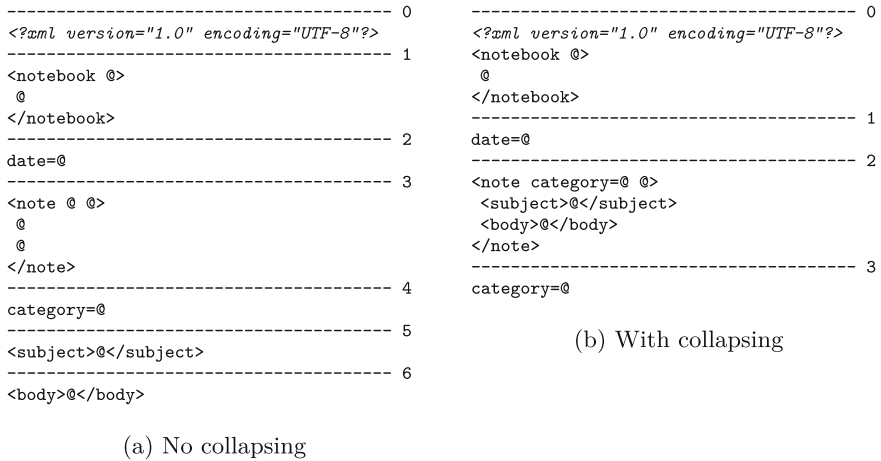 --------------------------------------- 0
<?xml version="1.0" encoding="UTF-8"?>
--------------------------------------- 1
<notebook @>
 @
</notebook>
--------------------------------------- 2
date=@
--------------------------------------- 3
<note @ @>
 @
 @
</note>
--------------------------------------- 4
category=@
--------------------------------------- 5
<subject>@</subject>
--------------------------------------- 6
<body>@</body>
(a) No collapsing
--------------------------------------- 0
<?xml version="1.0" encoding="UTF-8"?>
<notebook @>
 @
</notebook>
--------------------------------------- 1
date=@
--------------------------------------- 2
<note category=@ @>
 <subject>@</subject>
 <body>@</body>
</note>
--------------------------------------- 3
category=@
(b) With collapsing